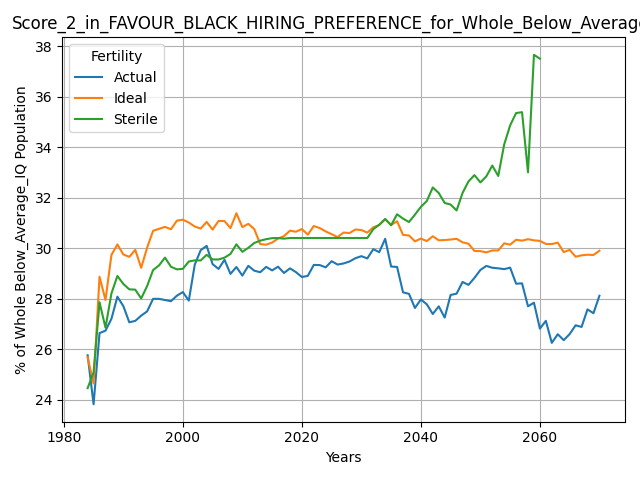 Score_2_in_FAVOUR_BLACK_HIRING_PREFERENCE_for_Whole_Below_Average
Fertility
Actual
Ideal
Sterile
% of Whole Below_Average_IQ Population
38
36
34
32
30
28
26
24
1980
2000
2020
2040
2060
Years